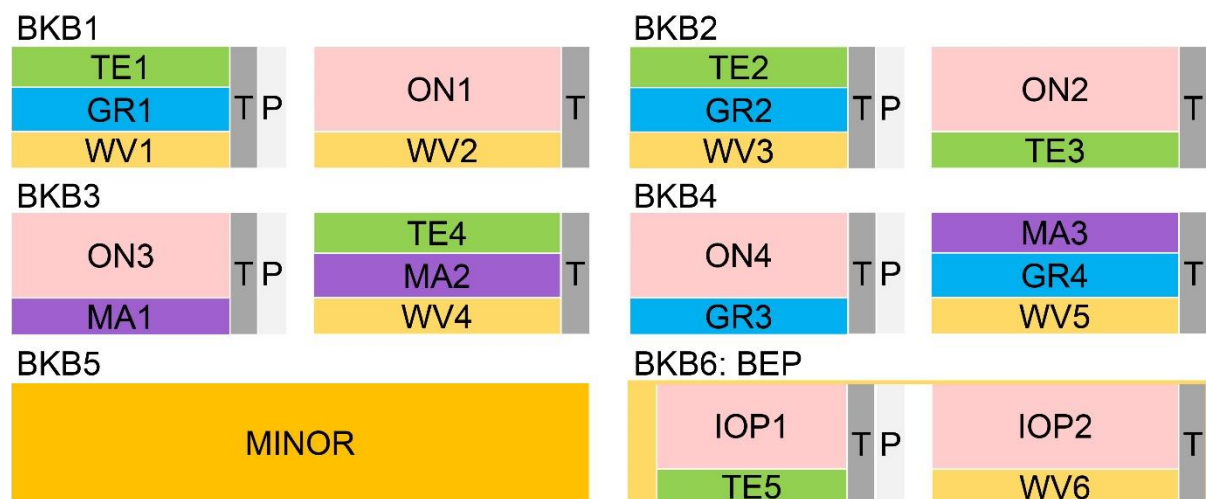 BKB1
TE1
GR1
WV1
T P
ON1
WV2
T
BKB2
TE2
GR2
WV3
T P
ON2
TE3
T
BKB3
ON3
MA1
T P
TE4
MA2
WV4
T
BKB4
ON4
GR3
T P
MA3
GR4
WV5
T
BKB5
MINOR
BKB6: BEP
IOP1
TE5
T P
IOP2
WV6
T